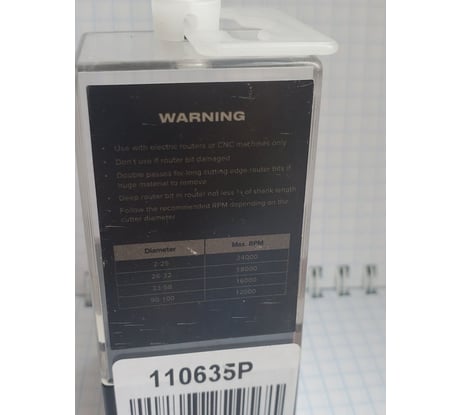 WARNING
Use with electric routers or CNC machines only
Don't use if router bit damaged
Double passes for long cutting edge router bits if
huge material to remove
Deep router bit in router not less ¾ of shank length
Follow the recommended RPM depending on the
cutter diameter
Diameter Max. RPM
2-25 24000
26-32 18000
33-50 16000
90-100 12000
110635P